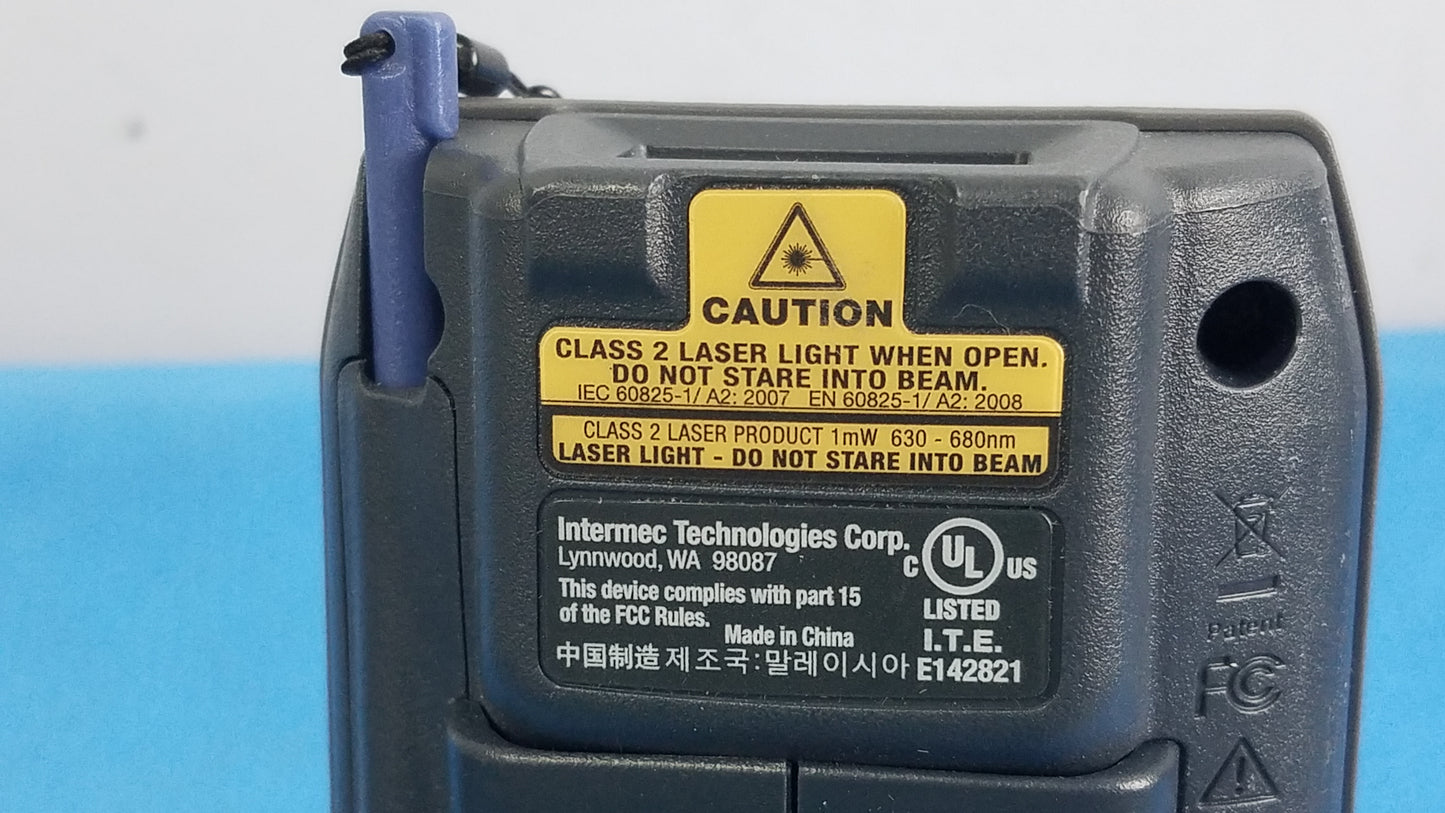 CAUTION
CLASS 2 LASER LIGHT WHEN OPEN.
DO NOT STARE INTO BEAM.
IEC 60825-1/ A2: 2007 EN 60825-1/ A2: 2008
CLASS 2 LASER PRODUCT 1mW 630 - 680nm
LASER LIGHT - DO NOT STARE INTO BEAM
Intermec Technologies Corp.
Lynnwood, WA 98087
This device complies with part 15
of the FCC Rules.
Made in China
中国制造 제조국:말레이시아
C UL US
LISTED
I.T.E.
E142821
Patent
FC